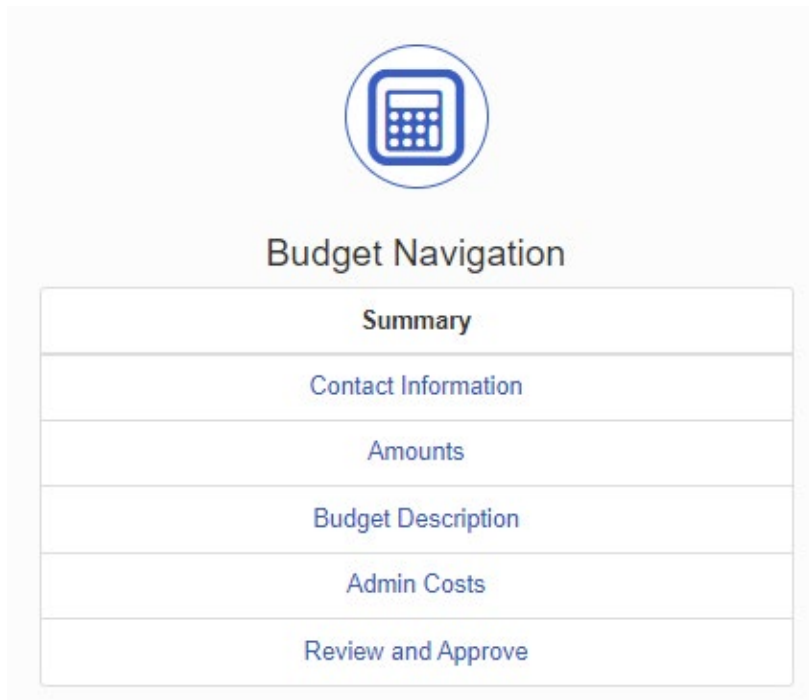 Budget Navigation
Summary
Contact Information
Amounts
Budget Description
Admin Costs
Review and Approve